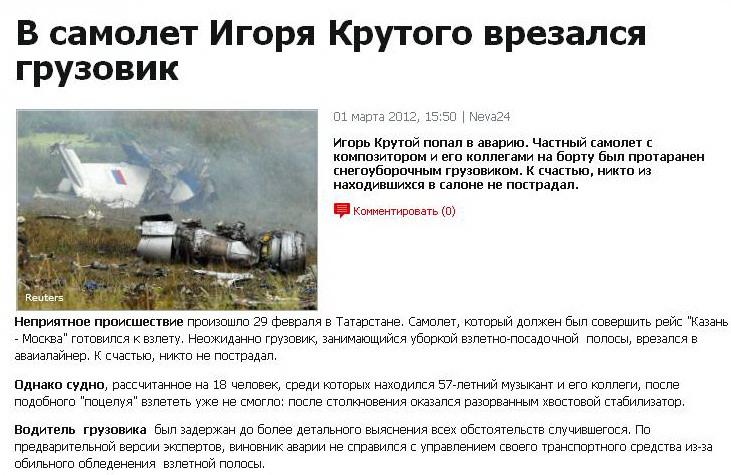 В самолет Игоря Крутого врезался
грузовик
01 марта 2012, 15:50 | Neva24
Игорь Крутой попал в аварию. Частный самолет с
композитором и его коллегами на борту был протаранен
снегоуборочным грузовиком. К счастью, никто из
находившихся в салоне не пострадал.
Комментировать (0)
Reuters
Неприятное происшествие произошло 29 февраля в Татарстане. Самолет, который должен был совершить рейс "Казань
- Москва" готовился к взлету. Неожиданно грузовик, занимающийся уборкой взлетно-посадочной полосы, врезался в
аваиалайнер. К счастью, никто не пострадал.
Однако судно, рассчитанное на 18 человек, среди которых находился 57-летний музыкант и его коллеги, после
подобного "поцелуя" взлететь уже не смогло: после столкновения оказался разорванным хвостовой стабилизатор.
Водитель грузовика был задержан до более детального выяснения всех обстоятельств случившегося. По
предварительной версии экспертов, виновник аварии не справился с управлением своего транспортного средства из-за
обильного обледенения взлетной полосы.